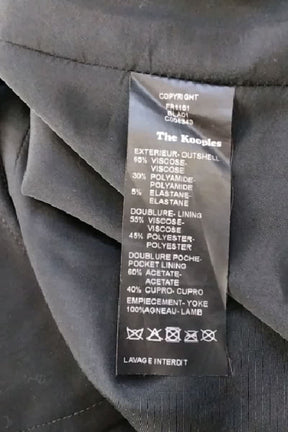 COPYRIGHT
FR1161
BLA01
The Kooples
EXTERIEUR-OUTSHELL
65% VISCOSE-
VISCOSE
30% POLYAMIDE-
POLYAMIDE
5% ELASTANE-
ELASTANE
DOUBLURE- LINING
55% VISCOSE-
VISCOSE
45% POLYESTER-
POLYESTER
DOUBLURE POCHE-
POCKET LINING
60% ACETATE-
ACETATE
40% CUPRO- CUPRO
EMPIECEMENT- YOKE
100%AGNEAU- LAMB
LAVAGE INTERDIT